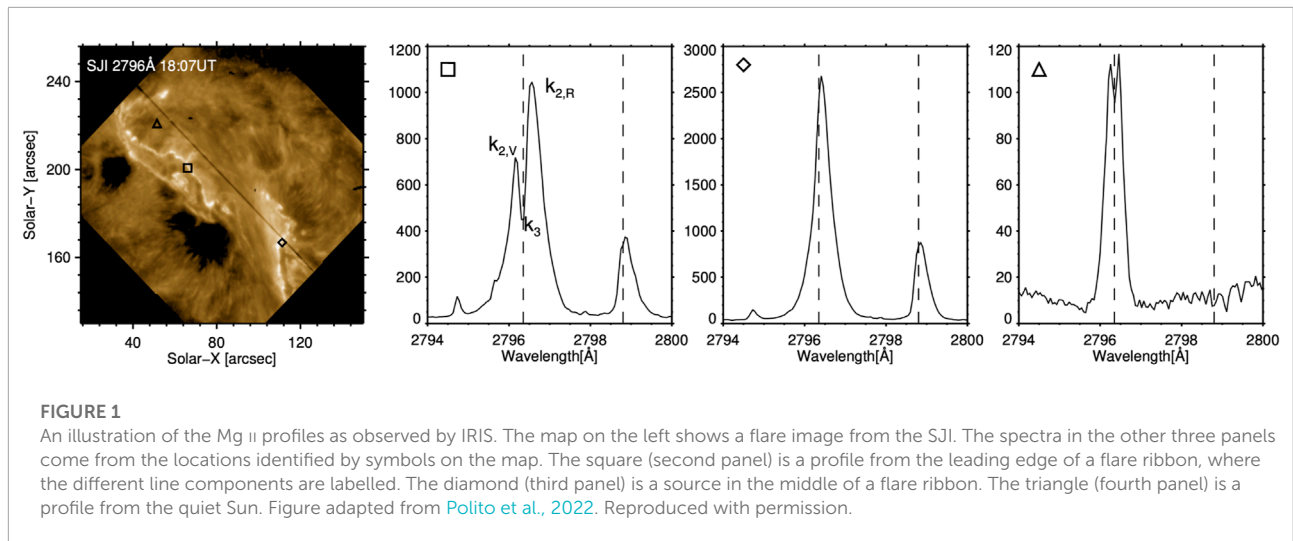 SJI 2796Å 18:07UT
240
200
160
Solar-Y [arcsec]
40
80
120
Solar-X [arcsec]
1200
1000
800
600
400
200
0
k2,R
k2,V
k3
2794
2796
2798
2800
Wavelength[Å]
3000
2500
2000
1500
1000
500
0
2794
2796
2798
2800
Wavelength[Å]
120
100
80
60
40
20
0
2794
2796
2798
2800
Wavelength[Å]
FIGURE 1
An illustration of the Mg II profiles as observed by IRIS. The map on the left shows a flare image from the SJI. The spectra in the other three panels
come from the locations identified by symbols on the map. The square (second panel) is a profile from the leading edge of a flare ribbon, where
the different line components are labelled. The diamond (third panel) is a source in the middle of a flare ribbon. The triangle (fourth panel) is a
profile from the quiet Sun. Figure adapted from Polito et al., 2022. Reproduced with permission.